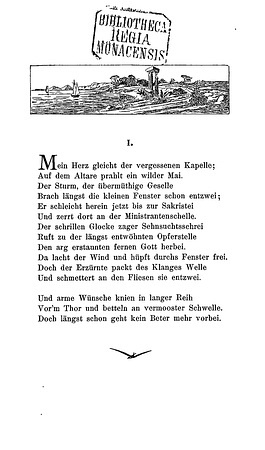 BIBLIOTHECA
REGIA
MONACENSIS
I.
Mein Herz gleicht der vergessenen Kapelle;
Auf dem Altare prahlt ein wilder Mai.
Der Sturm, der übermüthige Geselle
Brach längst die kleinen Fenster schon entzwei;
Er schleicht herein jetzt bis zur Sakristei
Und zerrt dort an der Ministrantenschelle.
Der schrillen Glocke zager Sehnsuchtsschrei
Ruft zu der längst entwöhnten Opferstelle
Den arg erstaunten fernen Gott herbei.
Da lacht der Wind und hüpft durchs Fenster frei.
Doch der Erzürnte packt des Klanges Welle
Und schmettert an den Fliesen sie entzwei.
Und arme Wünsche knien in langer Reih
Vor'm Thor und betteln an vermooster Schwelle.
Doch längst schon geht kein Beter mehr vorbei.